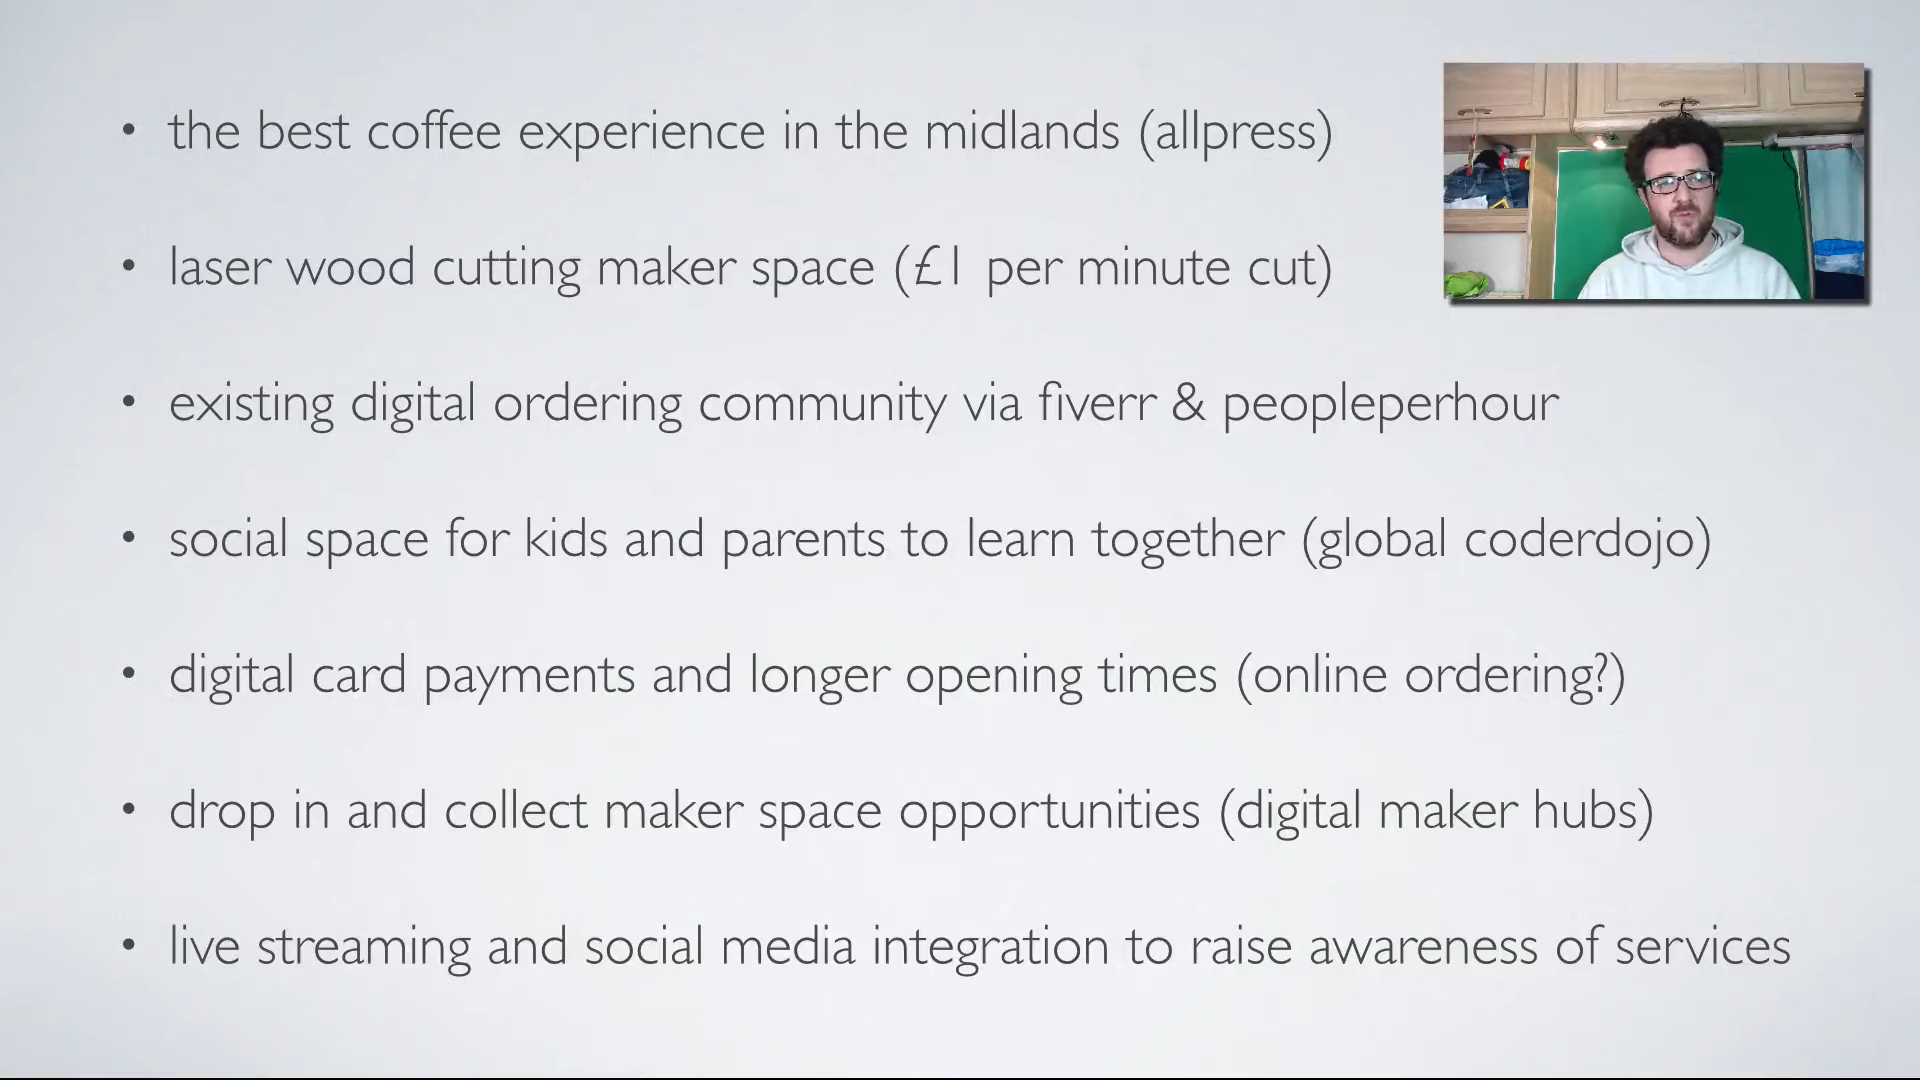 • the best coffee experience in the midlands (allpress)
• laser wood cutting maker space (£1 per minute cut)
• existing digital ordering community via fiverr & peopleperhour
• social space for kids and parents to learn together (global coderdojo)
• digital card payments and longer opening times (online ordering?)
• drop in and collect maker space opportunities (digital maker hubs)
• live streaming and social media integration to raise awareness of services